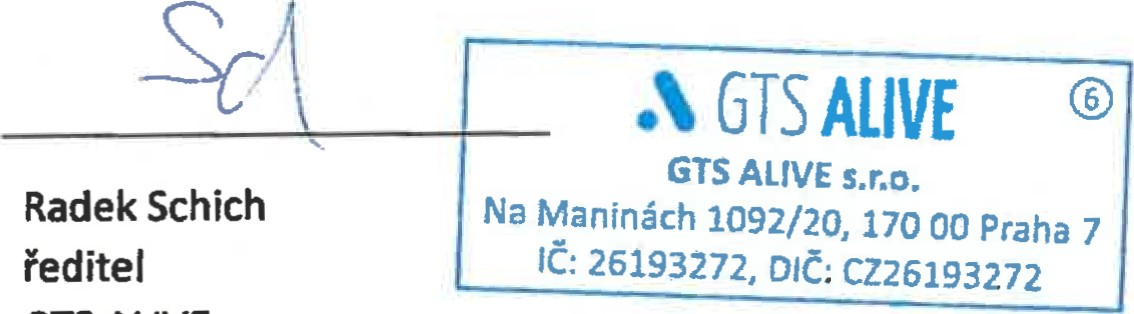 Radek Schich
ředitel
GTS ALIVE
6
GTS ALIVE s.r.o.
Na Maninách 1092/20, 170 00 Praha 7
IČ: 26193272, DIČ: CZ26193272